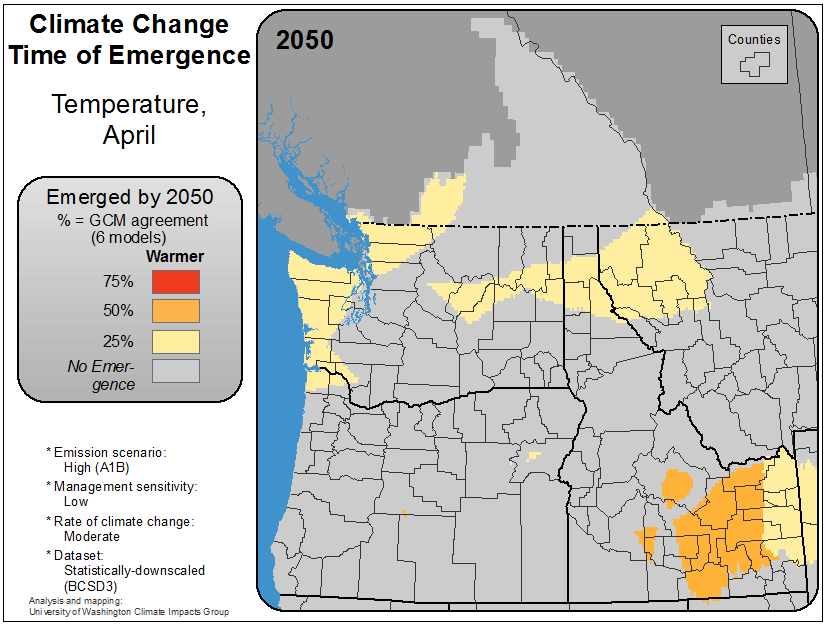 Climate Change
Time of Emergence
Temperature,
April
Emerged by 2050
% = GCM agreement
(6 models)
Warmer
75%
50%
25%
No Emer-
gence
* Emission scenario:
High (A1B)
* Management sensitivity:
Low
* Rate of climate change:
Moderate
* Dataset:
Statistically-downscaled
(BCSD3)
Analysis and mapping:
University of Washington Climate Impacts Group
2050
Counties